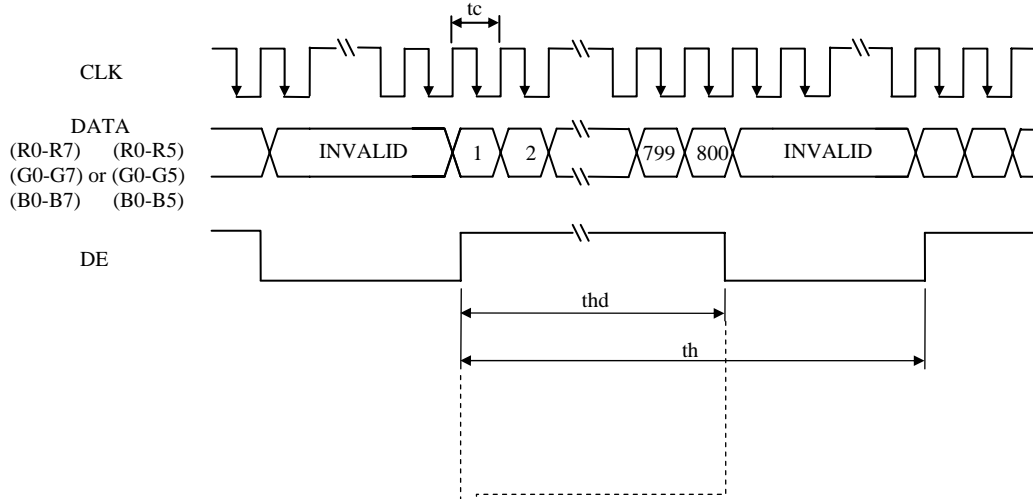 tc
CLK
DATA
(R0-R7) (R0-R5)
(G0-G7) or (G0-G5)
(B0-B7) (B0-B5)
INVALID 1 2 799 800 INVALID
DE
thd
th